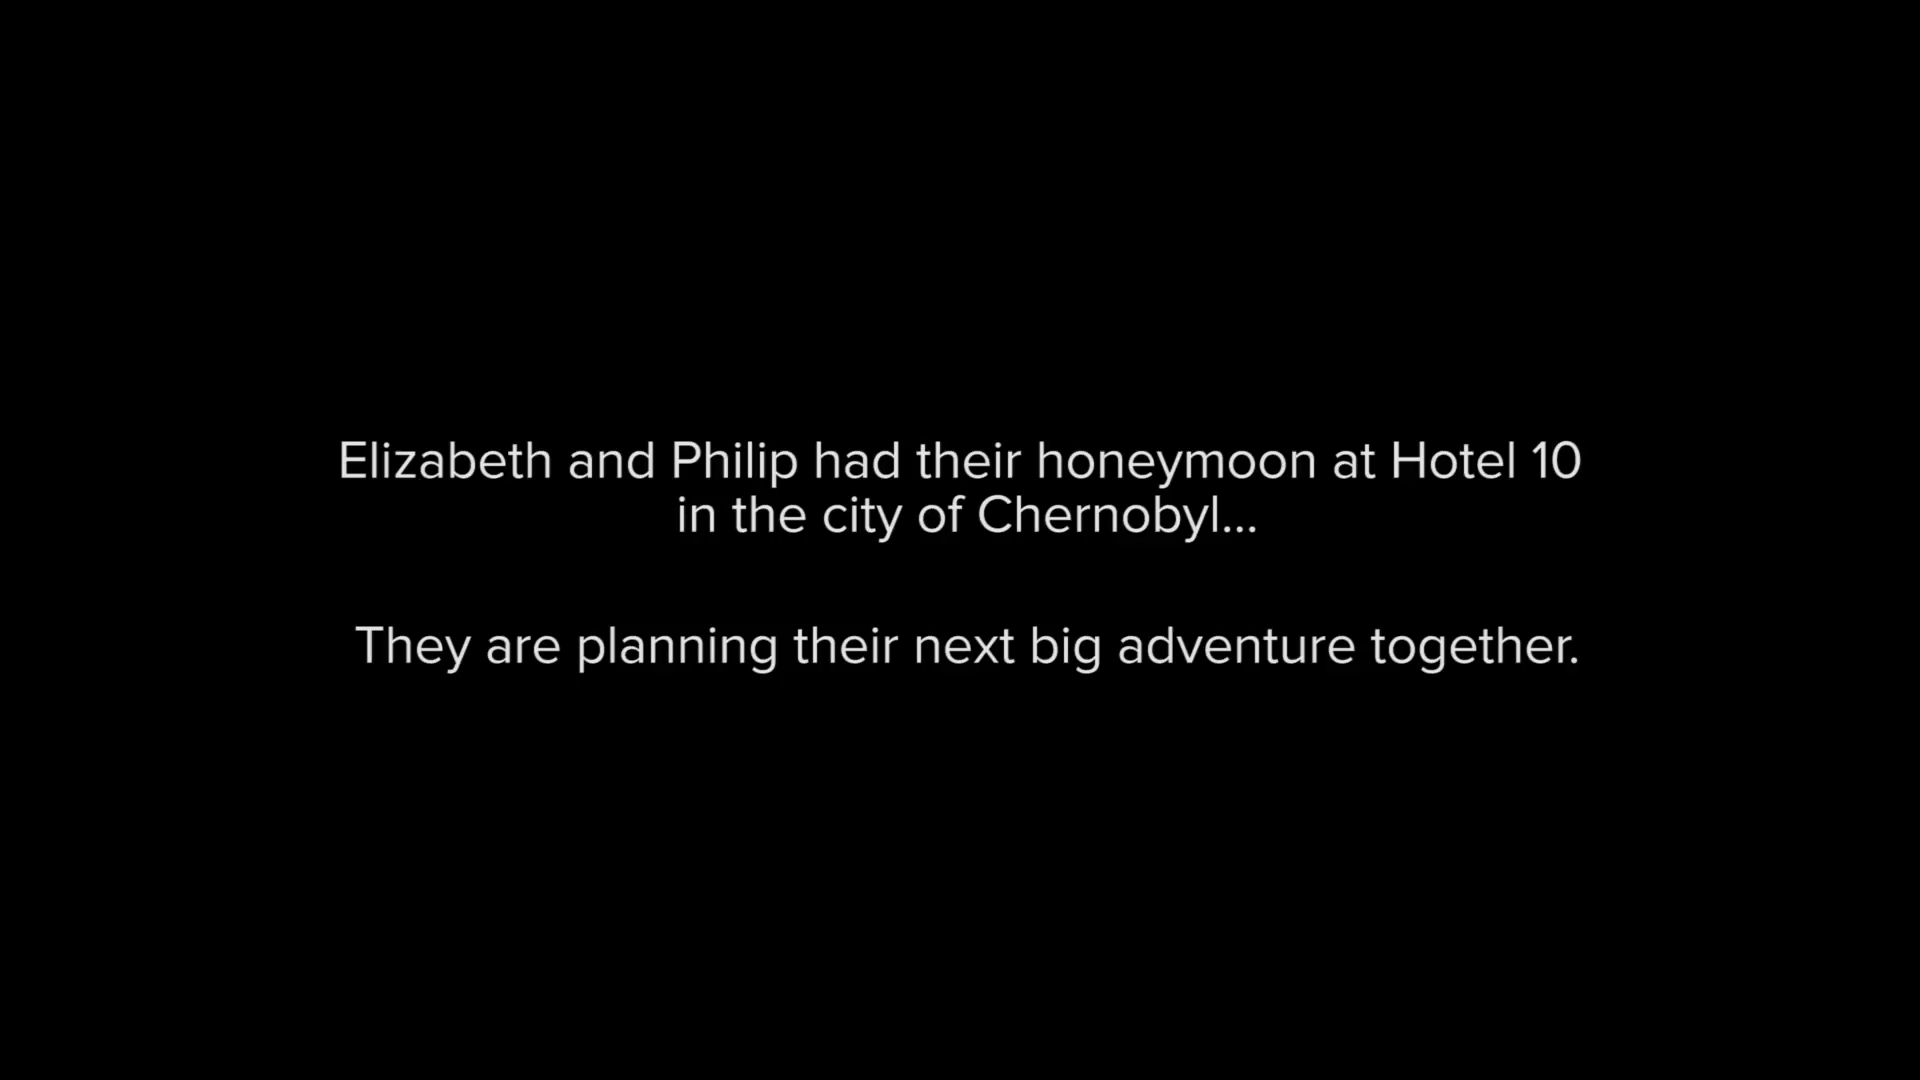 Elizabeth and Philip had their honeymoon at Hotel 10
in the city of Chernobyl...
They are planning their next big adventure together.